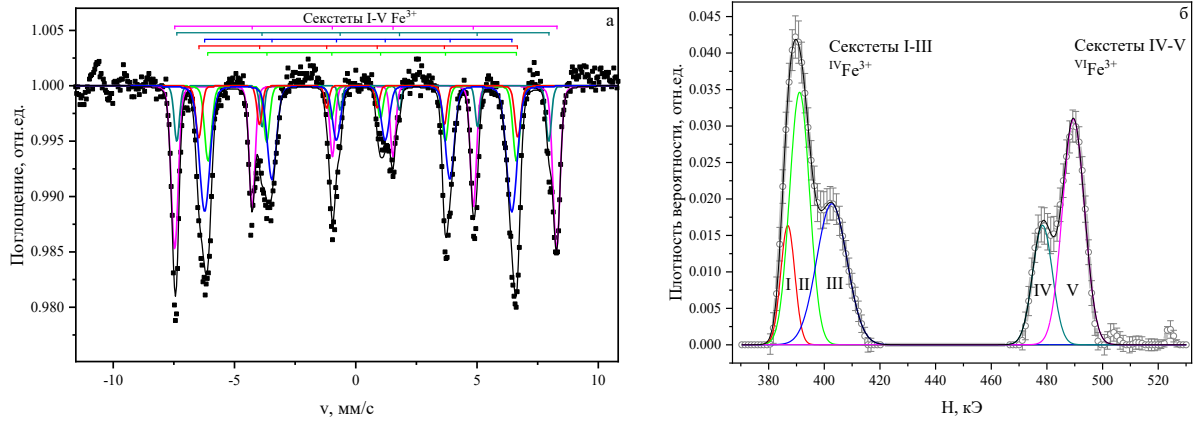 Секстеты I-V Fe³⁺
а
1.005
1.000
0.995
0.990
0.985
0.980
Поглощение, отн.ед.
-10
-5
0
5
10
v, мм/с
б
Секстеты I-III
ᴵⱽFe³⁺
Секстеты IV-V
ⱽᴵFe³⁺
0.045
0.040
0.035
0.030
0.025
0.020
0.015
0.010
0.005
0.000
Плотность вероятности, отн.ед.
I
II
III
IV
V
380
400
420
440
460
480
500
520
H, кЭ